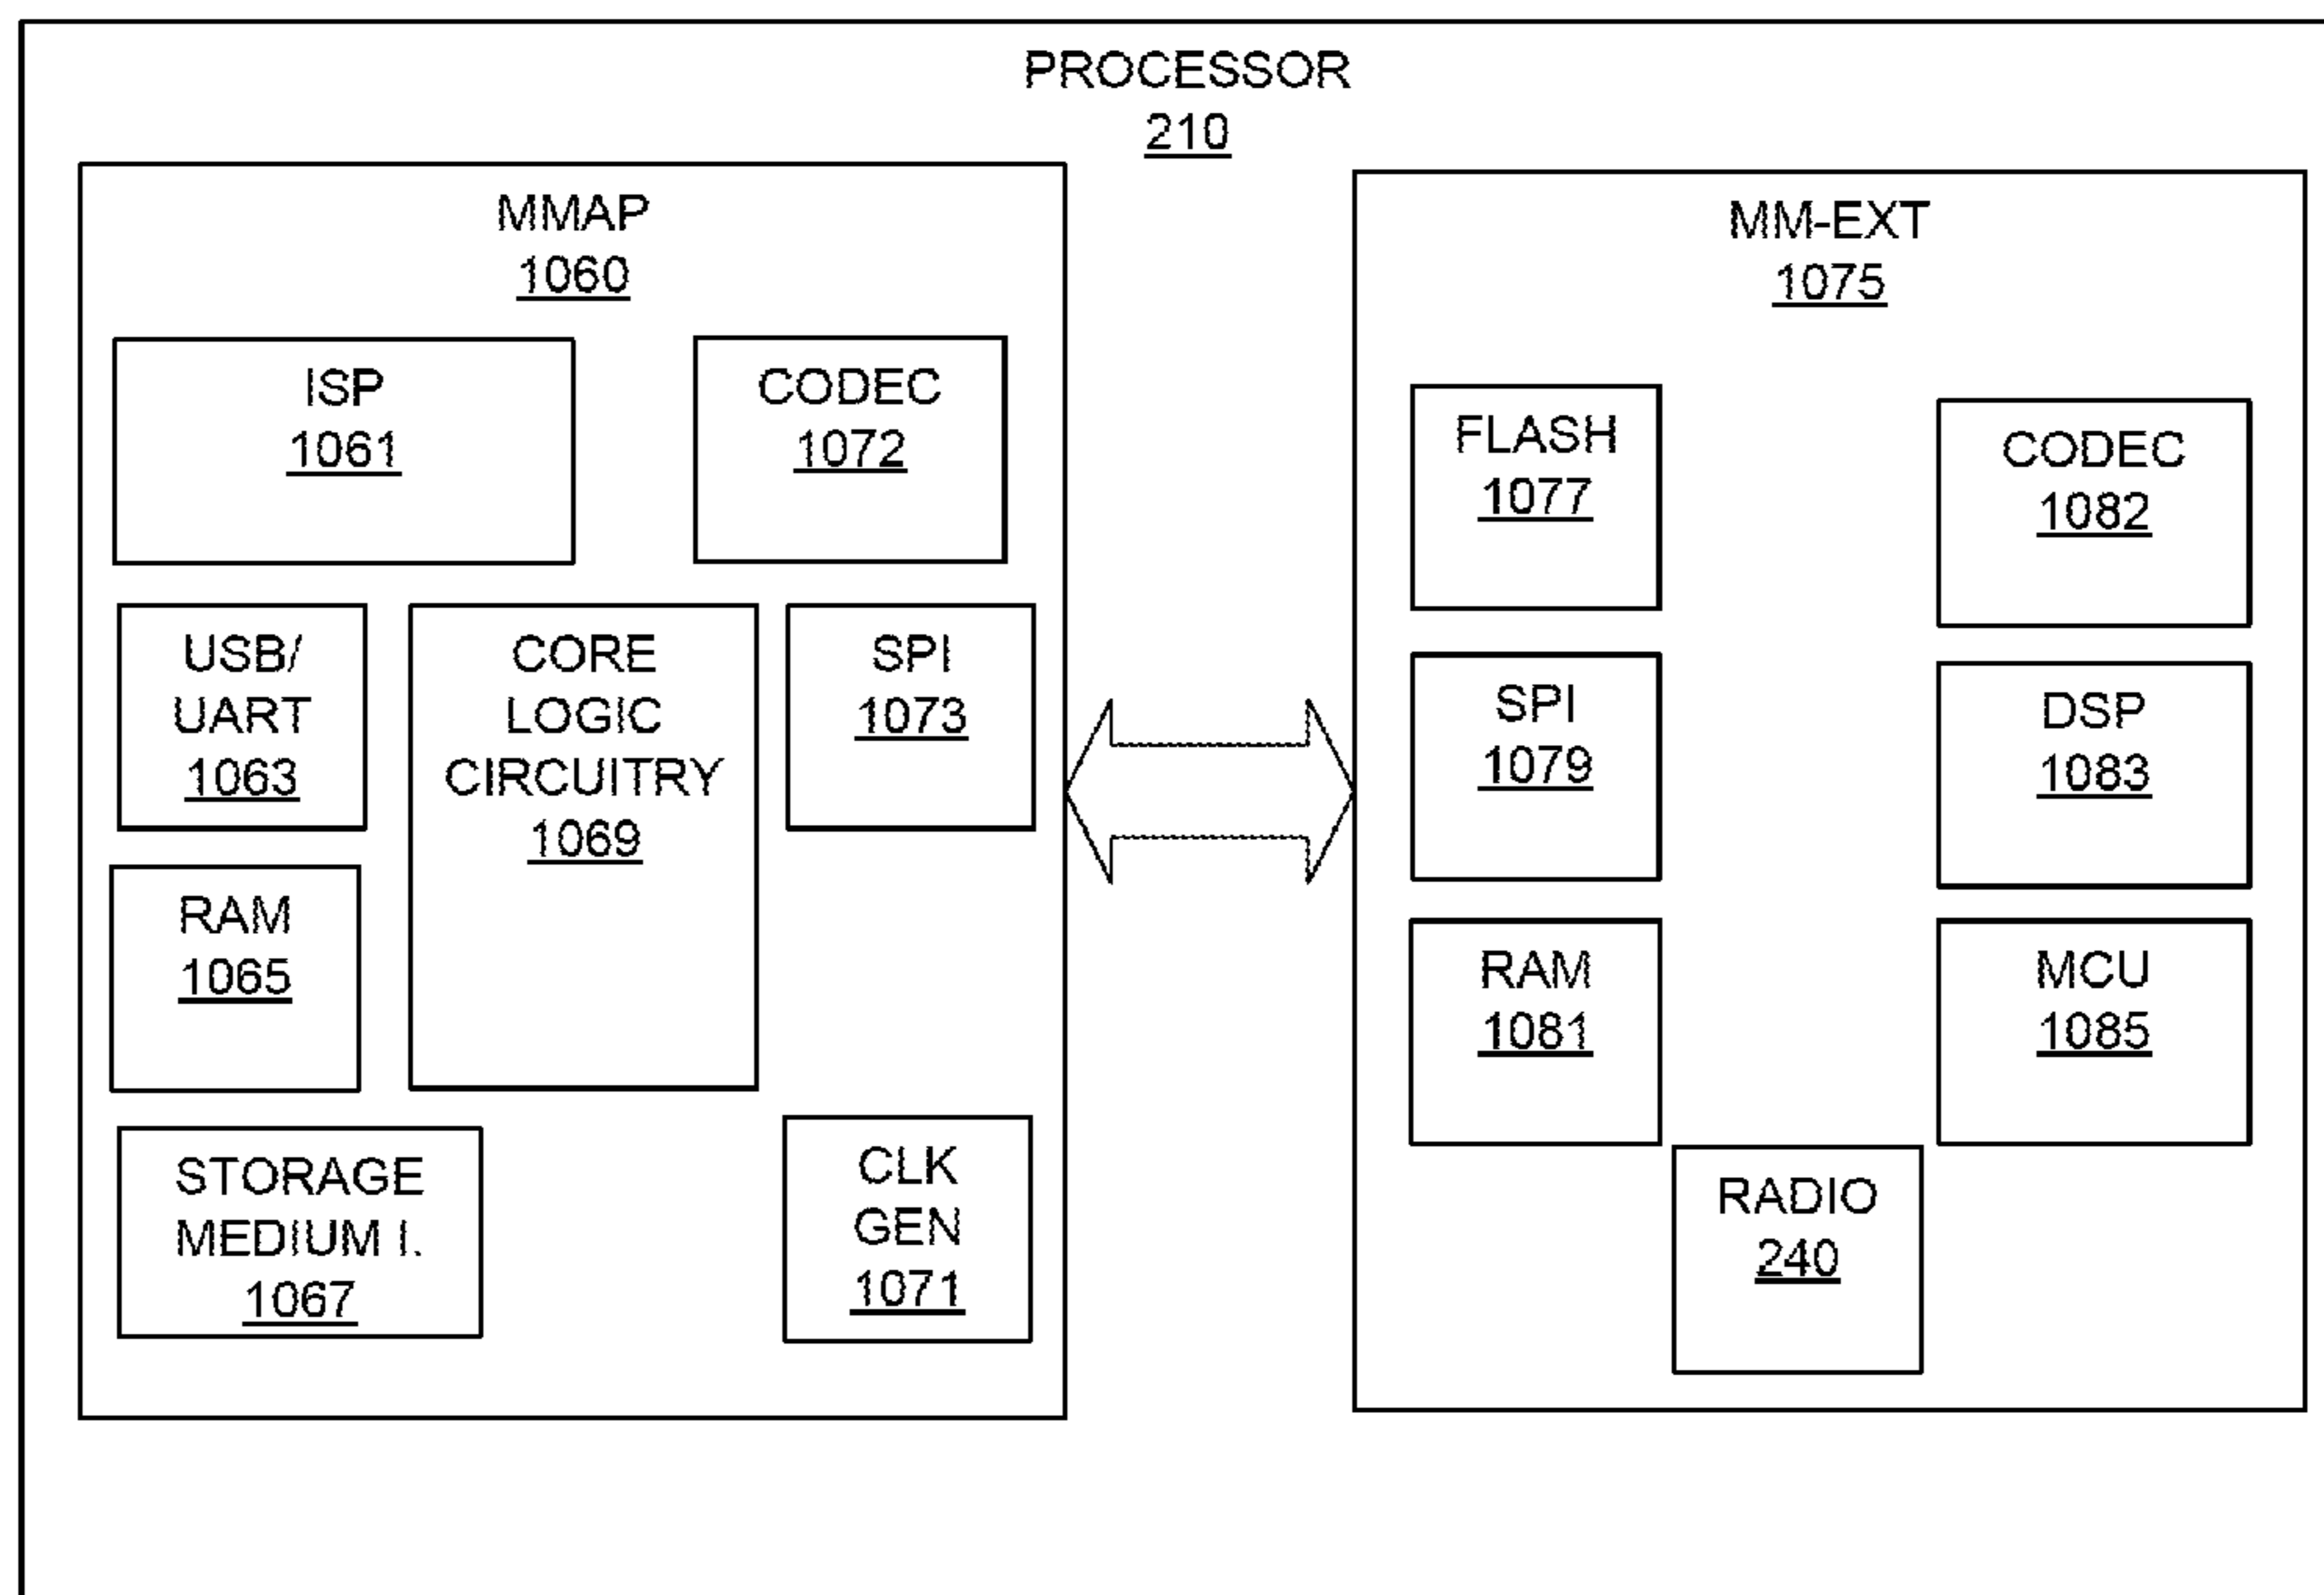 PROCESSOR
210
MMAP
1060
ISP
1061
CODEC
1072
USB/
UART
1063
CORE
LOGIC
CIRCUITRY
1069
SPI
1073
RAM
1065
STORAGE
MEDIUM I.
1067
CLK
GEN
1071
MM-EXT
1075
FLASH
1077
CODEC
1082
SPI
1079
DSP
1083
RAM
1081
MCU
1085
RADIO
240